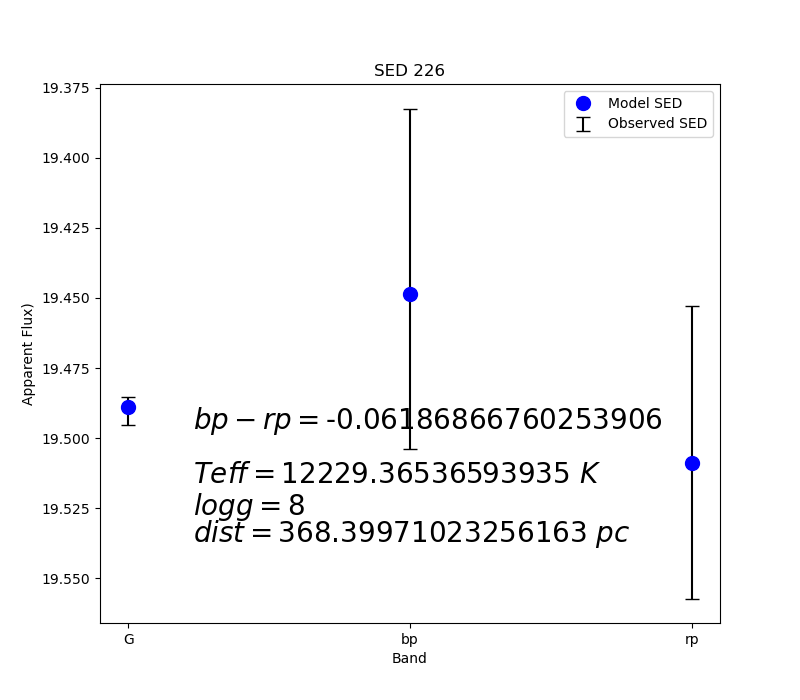 SED 226
19.375
19.400
19.425
19.450
19.475
19.500
19.525
19.550
Apparent Flux)
Model SED
Observed SED
bp − rp = -0.06186866760253906
Teff = 12229.36536593935 K
logg = 8
dist = 368.39971023256163 pc
G bp rp
Band